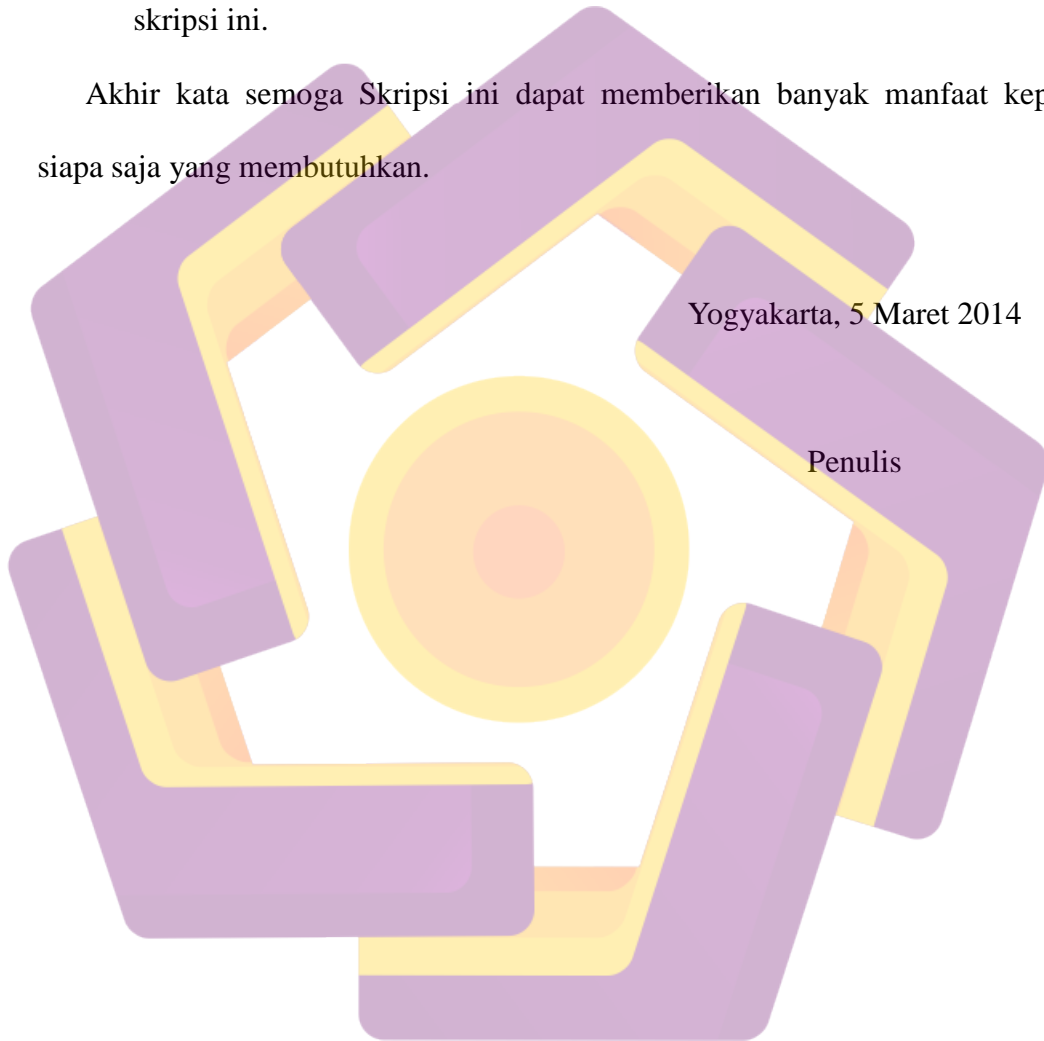 skripsi ini.
Akhir kata semoga Skripsi ini dapat memberikan banyak manfaat kep
siapa saja yang membutuhkan.
Yogyakarta, 5 Maret 2014
Penulis